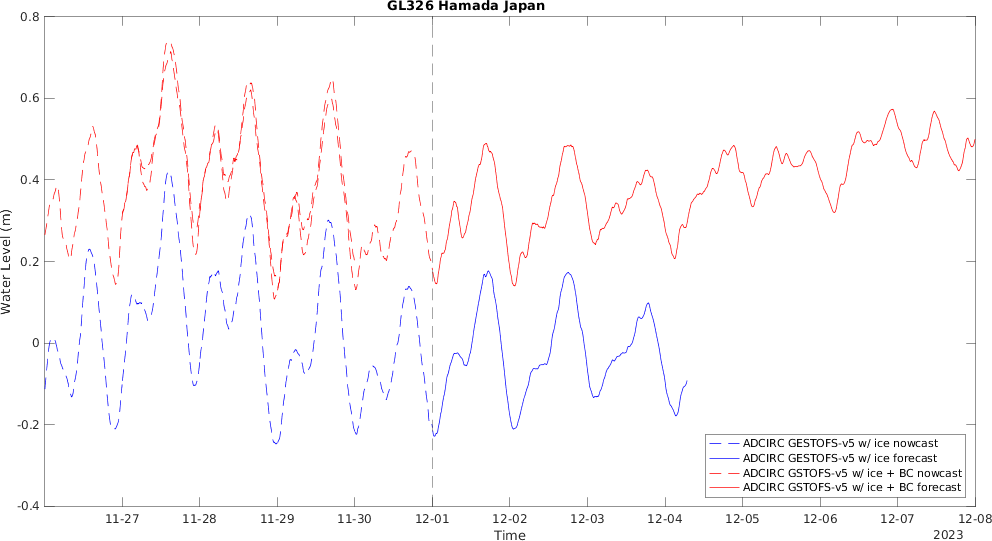 GL326 Hamada Japan
0.8
0.6
0.4
0.2
0
-0.2
-0.4
Water Level (m)
ADCIRC GESTOFS-v5 w/ ice nowcast
ADCIRC GESTOFS-v5 w/ ice forecast
ADCIRC GSTOFS-v5 w/ ice + BC nowcast
ADCIRC GSTOFS-v5 w/ ice + BC forecast
11-27 11-28 11-29 11-30 12-01 12-02 12-03 12-04 12-05 12-06 12-07 12-08
Time
2023